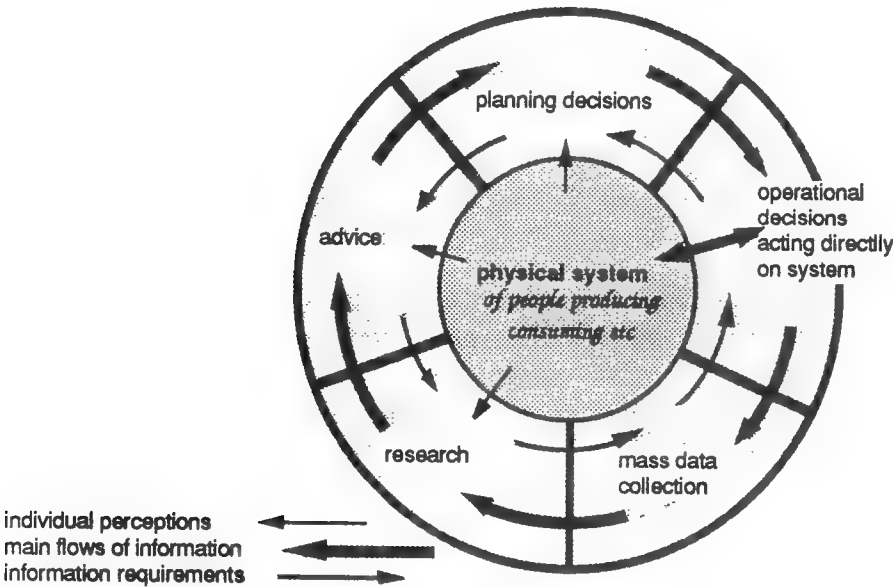 planning decisions
operational
decisions
acting directlly
on system
advice
physical system
of people producing
consuming etc
research
mass data
collection
individual perceptions
main flows of information
information requirements